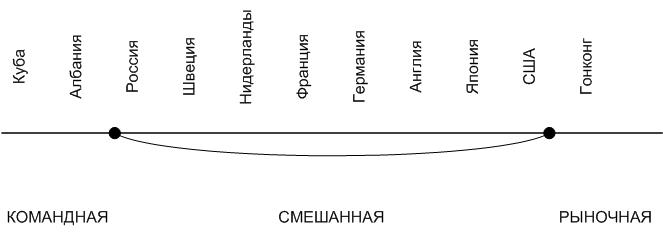 Куба
Албания
Россия
Швеция
Нидерланды
Франция
Германия
Англия
Япония
США
Гонконг
КОМАНДНАЯ
СМЕШАННАЯ
РЫНОЧНАЯ